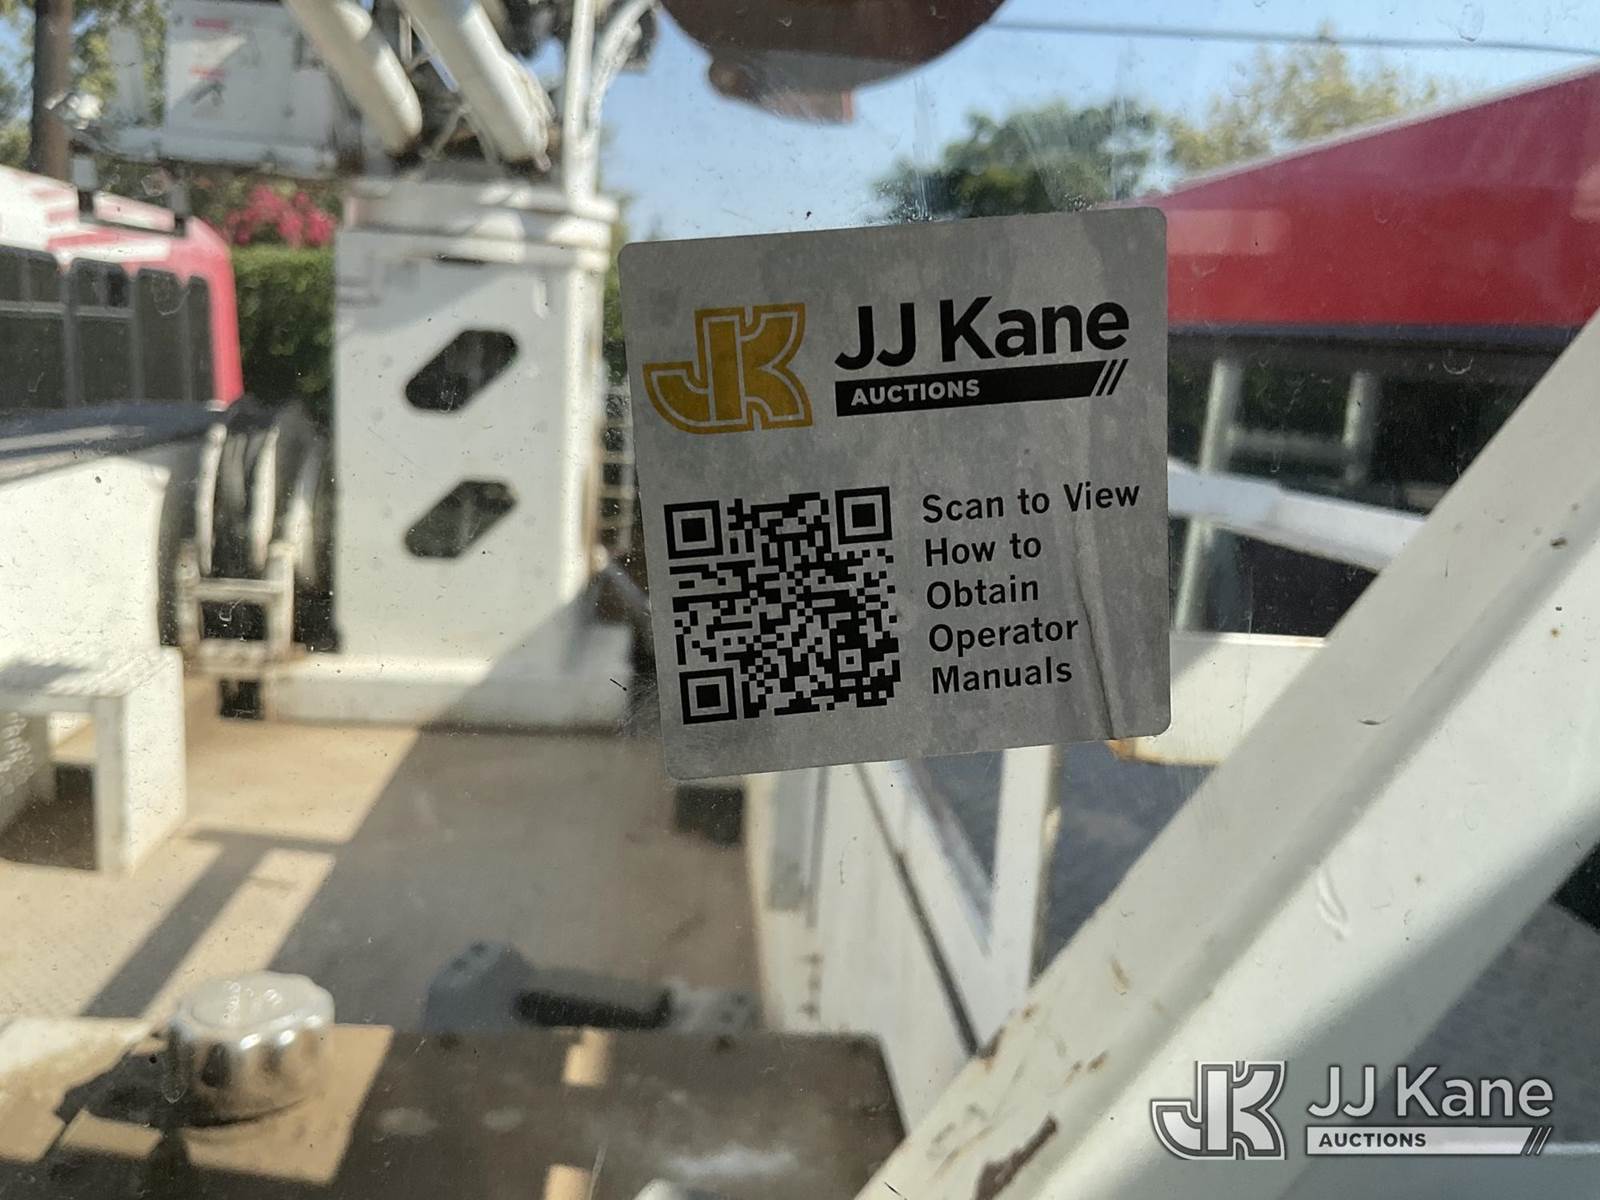 JK
JJ Kane
AUCTIONS
Scan to View
How to
Obtain
Operator
Manuals
JK
JJ Kane
AUCTIONS